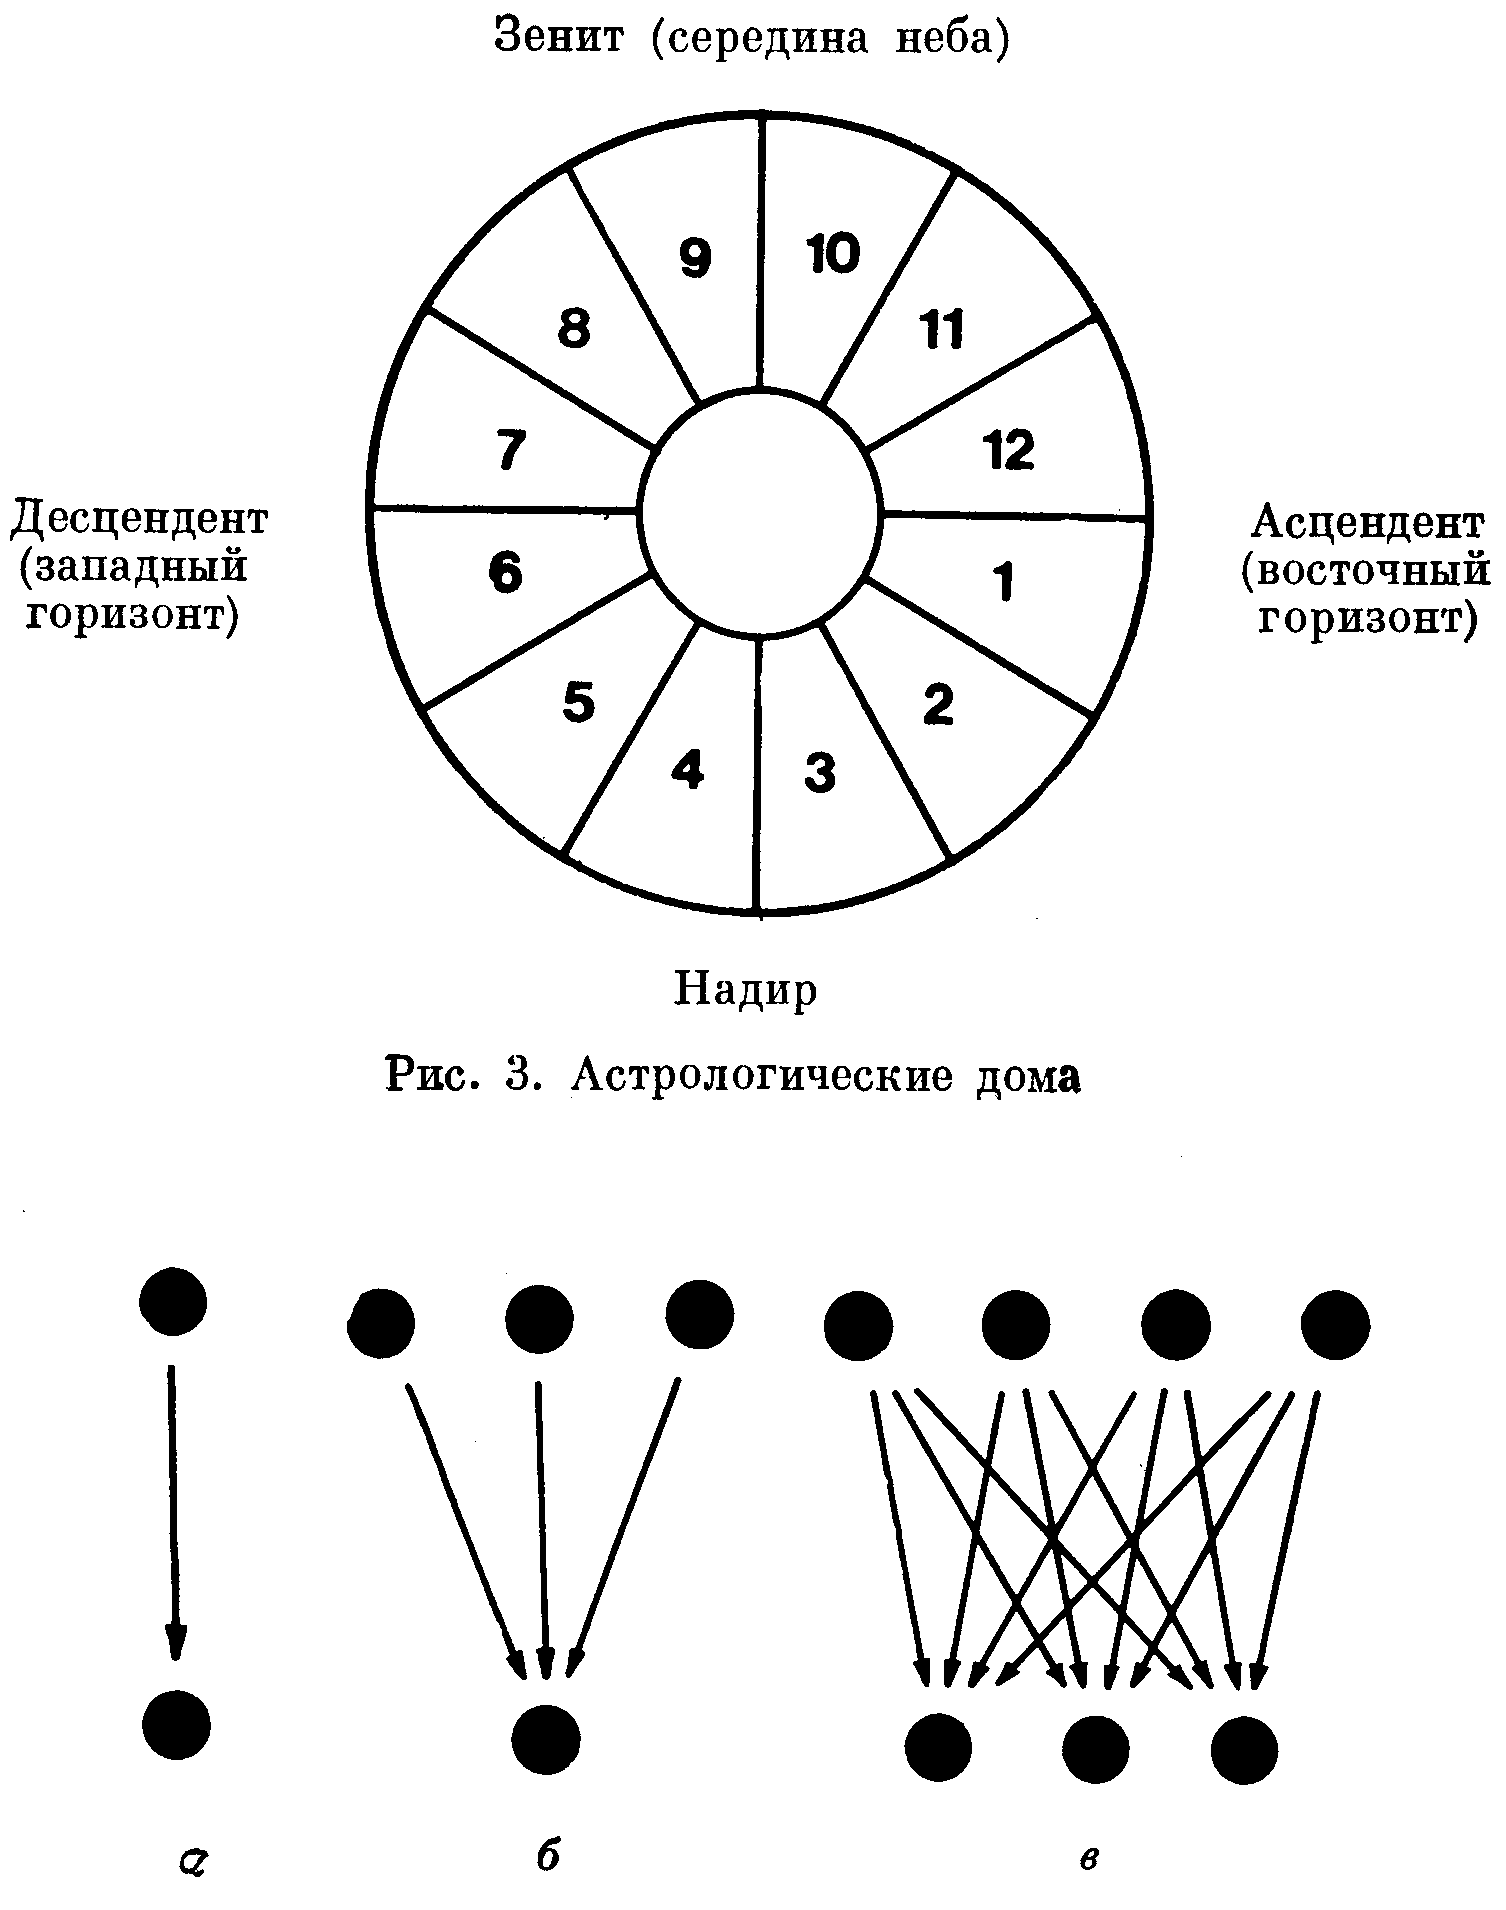 Зенит (середина неба)
9
10
8
11
7
12
Десцендент
(западный
горизонт)
Асцендент
(восточный
горизонт)
6
1
5
2
4
3
Надир
Рис. 3. Астрологические дома
а
б
в